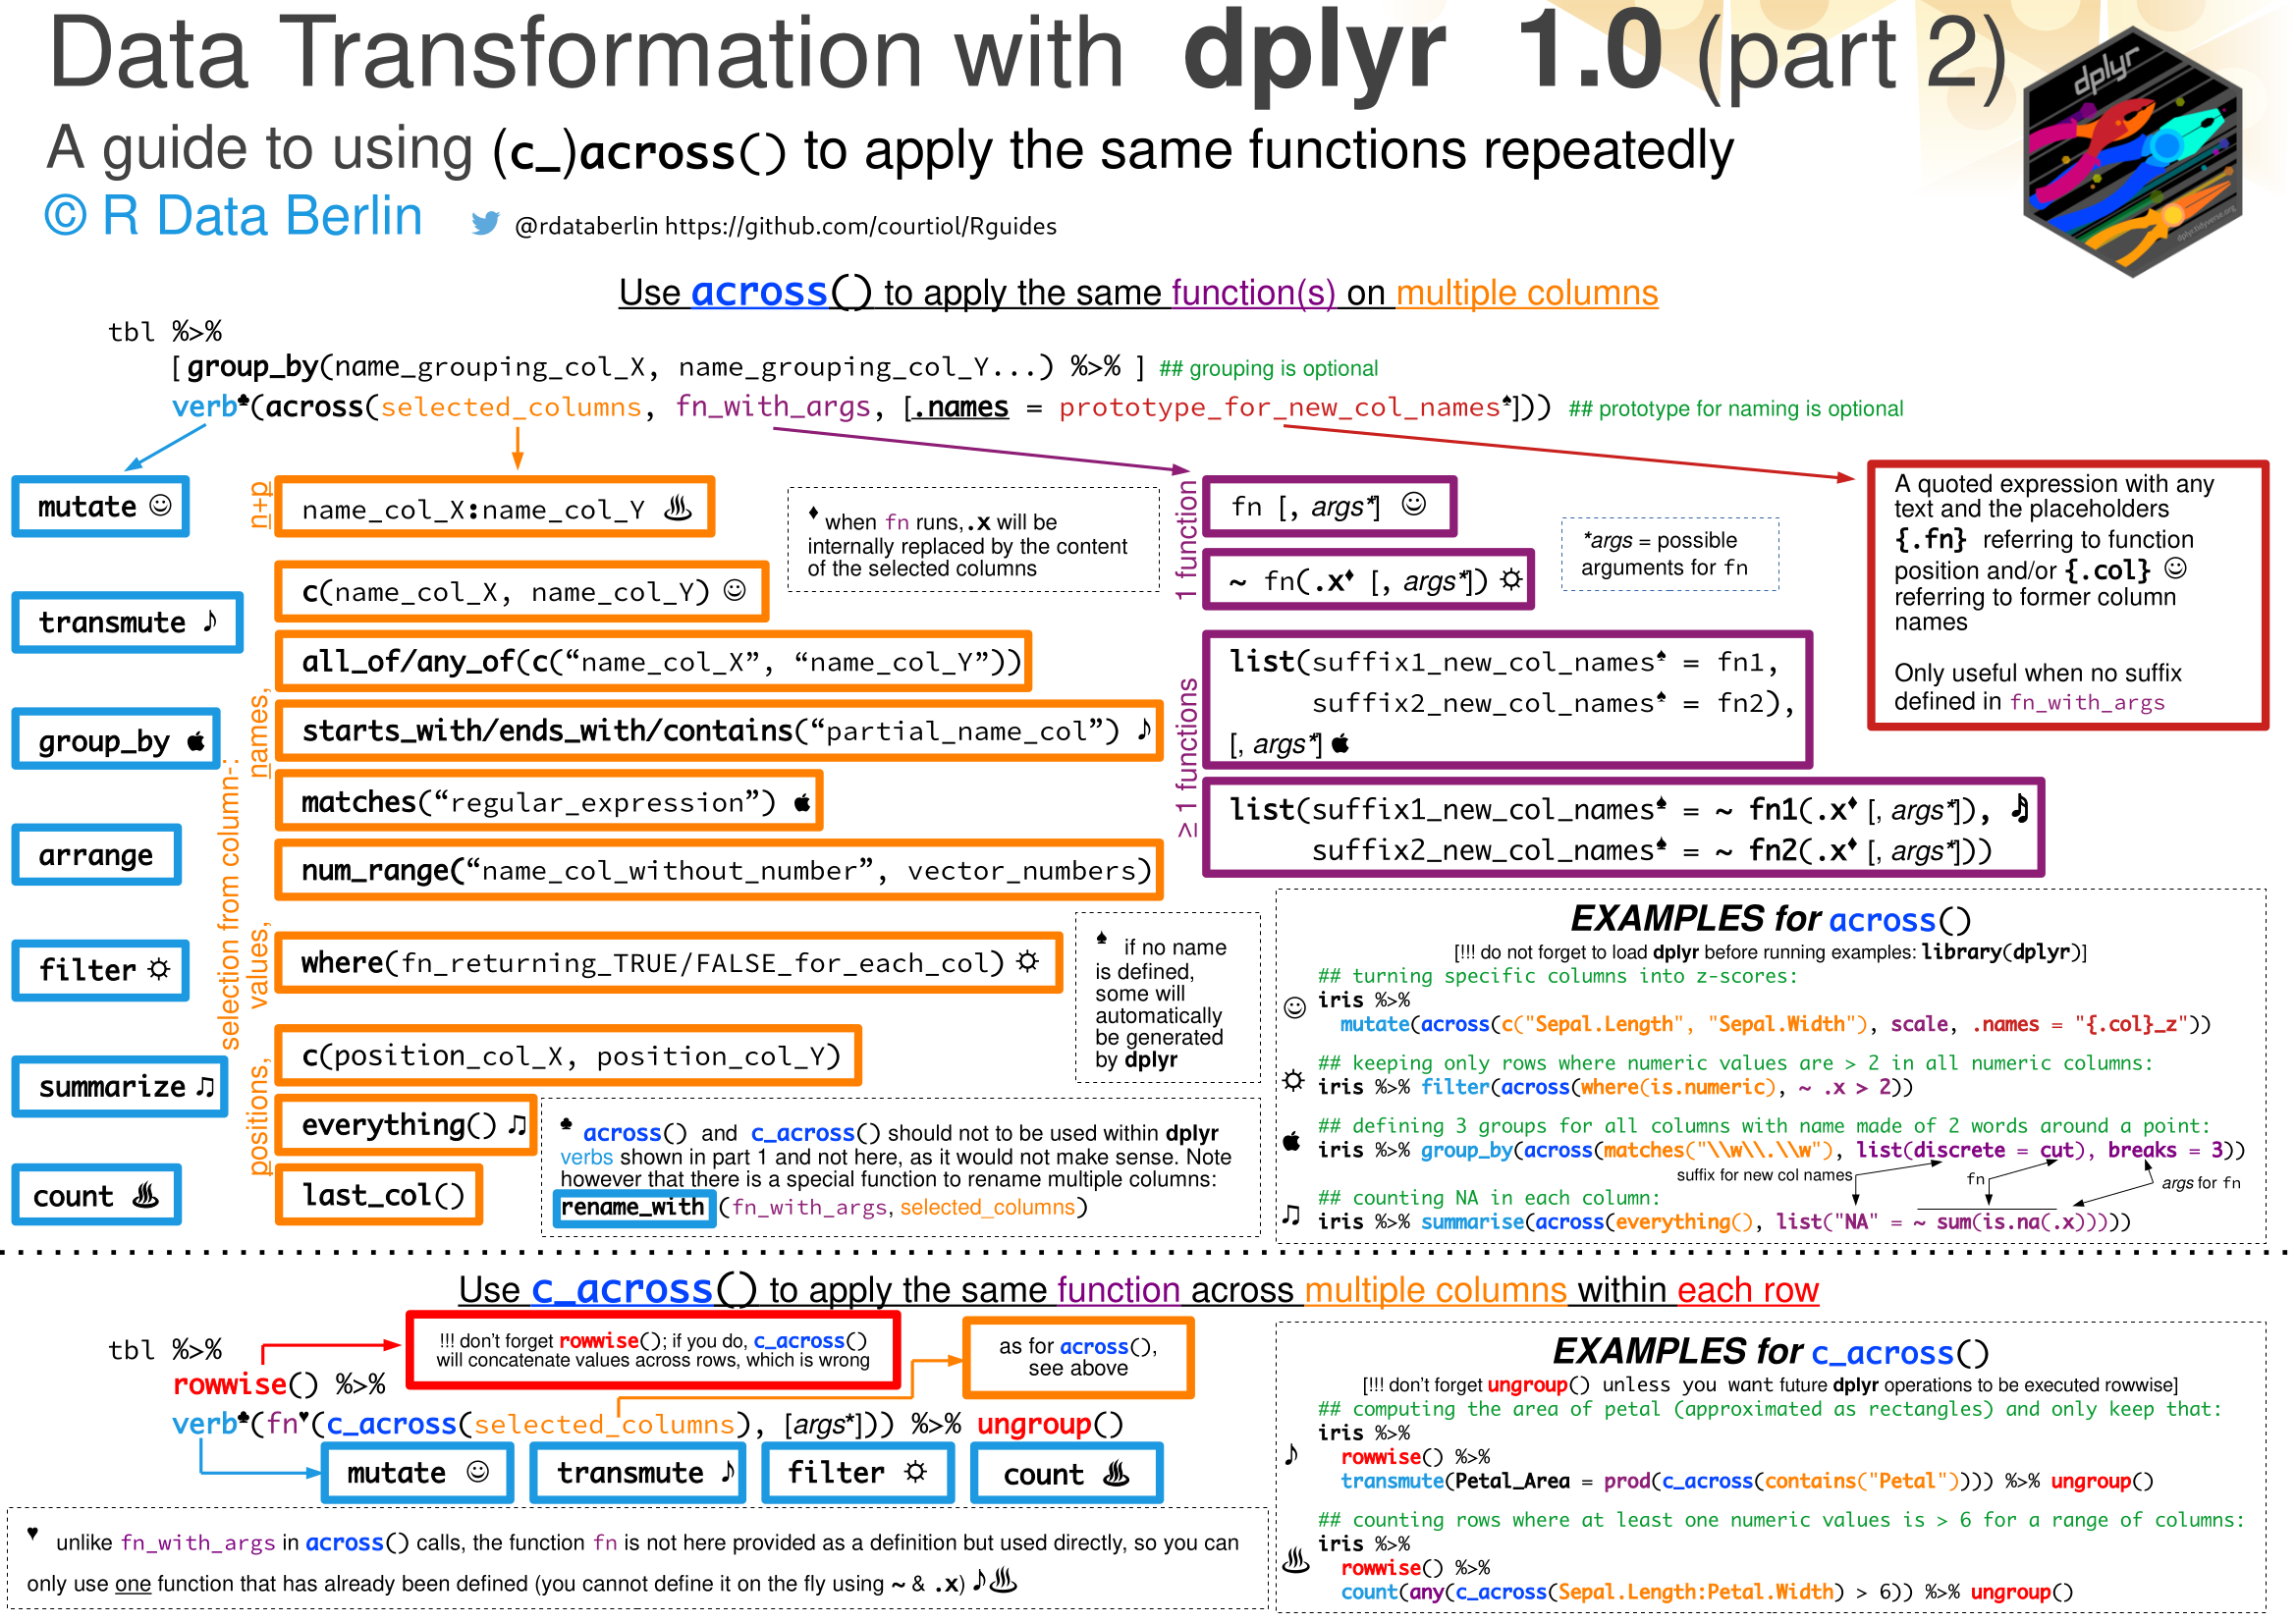 Data Transformation with dplyr 1.0 (part 2)
A guide to using (c_)across() to apply the same functions repeatedly
© R Data Berlin @rdataberlin https://github.com/courtiol/Rguides
dplyr
dplyr.tidyverse.org
Use across() to apply the same function(s) on multiple columns
tbl %>%
[group_by(name_grouping_col_X, name_grouping_col_Y...) %>% ] ## grouping is optional
verb♣(across(selected_columns, fn_with_args, [.names = prototype_for_new_col_names♠])) ## prototype for naming is optional
mutate ☺
transmute ♪
group_by 
arrange
filter ☼
summarize ♫
count ♨
selection from column-:
n+p
names,
values,
positions,
name_col_X:name_col_Y ♨
c(name_col_X, name_col_Y) ☺
all_of/any_of(c(“name_col_X”, “name_col_Y”))
starts_with/ends_with/contains(“partial_name_col”) ♪
matches(“regular_expression”) 
num_range(“name_col_without_number”, vector_numbers)
where(fn_returning_TRUE/FALSE_for_each_col) ☼
c(position_col_X, position_col_Y)
everything() ♫
last_col()
♦ when fn runs, .x will be
internally replaced by the content
of the selected columns
1 function
fn [, args*] ☺
~ fn(.x♦ [, args*]) ☼
*args = possible
arguments for fn
≥ 1 functions
list(suffix1_new_col_names♠ = fn1,
suffix2_new_col_names♠ = fn2),
[, args*] 
list(suffix1_new_col_names♠ = ~ fn1(.x♦ [, args*]), ♫
suffix2_new_col_names♠ = ~ fn2(.x♦ [, args*]))
A quoted expression with any
text and the placeholders
{.fn} referring to function
position and/or {.col} ☺
referring to former column
names
Only useful when no suffix
defined in fn_with_args
♠ if no name
is defined,
some will
automatically
be generated
by dplyr
♣ across() and c_across() should not to be used within dplyr
verbs shown in part 1 and not here, as it would not make sense. Note
however that there is a special function to rename multiple columns:
rename_with (fn_with_args, selected_columns)
EXAMPLES for across()
[!!! do not forget to load dplyr before running examples: library(dplyr)]
## turning specific columns into z-scores:
☺ iris %>%
mutate(across(c("Sepal.Length", "Sepal.Width"), scale, .names = "{.col}_z"))
## keeping only rows where numeric values are > 2 in all numeric columns:
☼ iris %>% filter(across(where(is.numeric), ~ .x > 2))
## defining 3 groups for all columns with name made of 2 words around a point:
 iris %>% group_by(across(matches("\\w\\.\\w"), list(discrete = cut), breaks = 3))
suffix for new col names fn args for fn
## counting NA in each column:
♫ iris %>% summarise(across(everything(), list("NA" = ~ sum(is.na(.x)))))
Use c_across() to apply the same function across multiple columns within each row
tbl %>%
rowwise() %>%
verb♣(fn♥(c_across(selected_columns), [args*])) %>% ungroup()
!!! don’t forget rowwise(); if you do, c_across()
will concatenate values across rows, which is wrong
as for across(),
see above
mutate ☺
transmute ♪
filter ☼
count ♨
♥ unlike fn_with_args in across() calls, the function fn is not here provided as a definition but used directly, so you can
only use one function that has already been defined (you cannot define it on the fly using ~ & .x) ♪♨
EXAMPLES for c_across()
[!!! don’t forget ungroup() unless you want future dplyr operations to be executed rowwise]
## computing the area of petal (approximated as rectangles) and only keep that:
iris %>%
♪ rowwise() %>%
transmute(Petal_Area = prod(c_across(contains("Petal")))) %>% ungroup()
## counting rows where at least one numeric values is > 6 for a range of columns:
iris %>%
♨ rowwise() %>%
count(any(c_across(Sepal.Length:Petal.Width) > 6)) %>% ungroup()